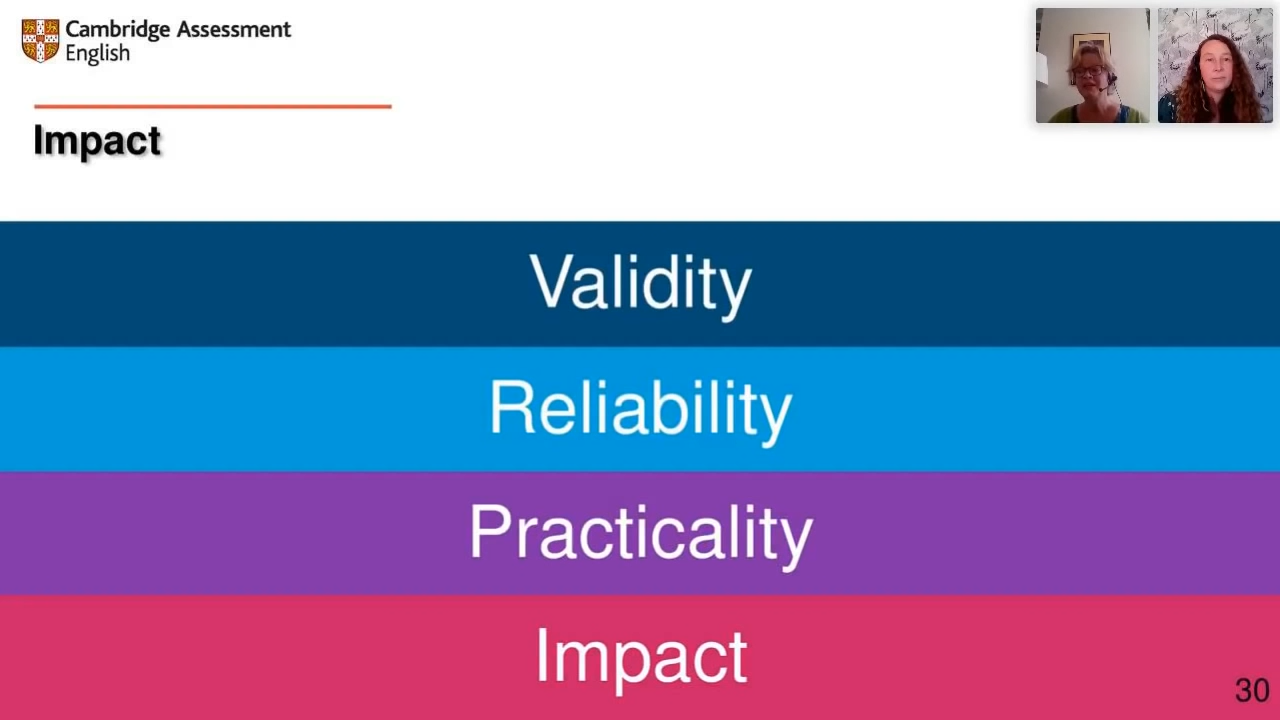 Cambridge Assessment
English
Impact
Validity
Reliability
Practicality
Impact
30